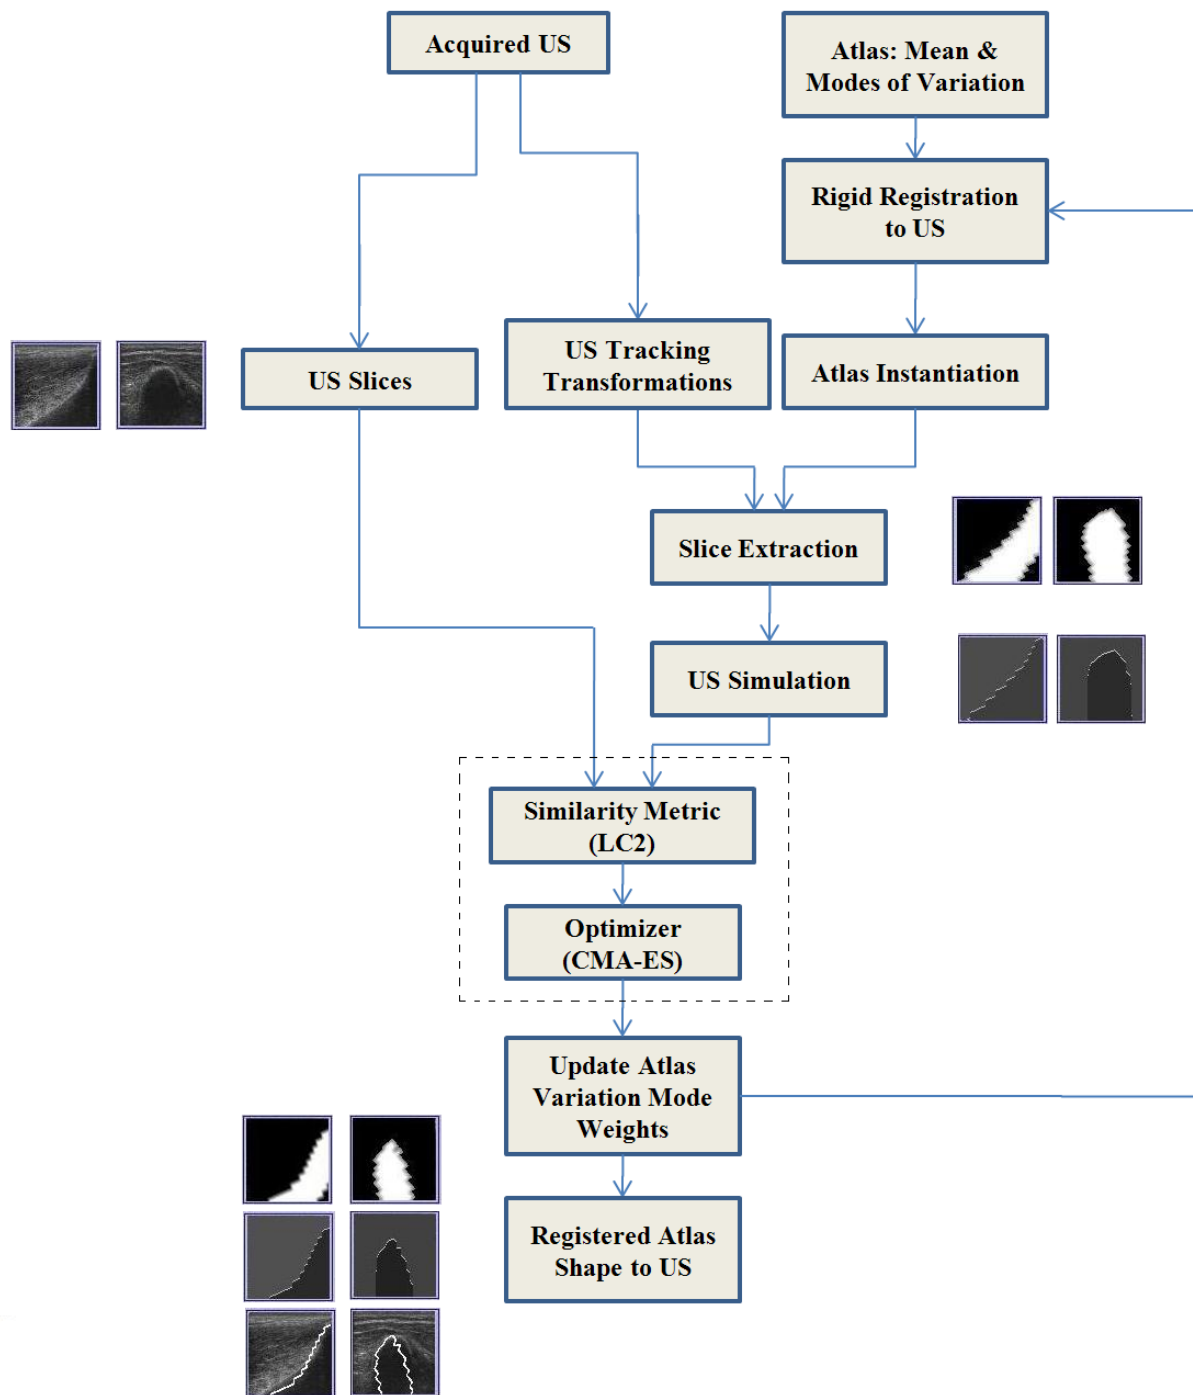 Acquired US
Atlas: Mean &
Modes of Variation
Rigid Registration
to US
US Slices
US Tracking
Transformations
Atlas Instantiation
Slice Extraction
US Simulation
Similarity Metric
(LC2)
Optimizer
(CMA-ES)
Update Atlas
Variation Mode
Weights
Registered Atlas
Shape to US